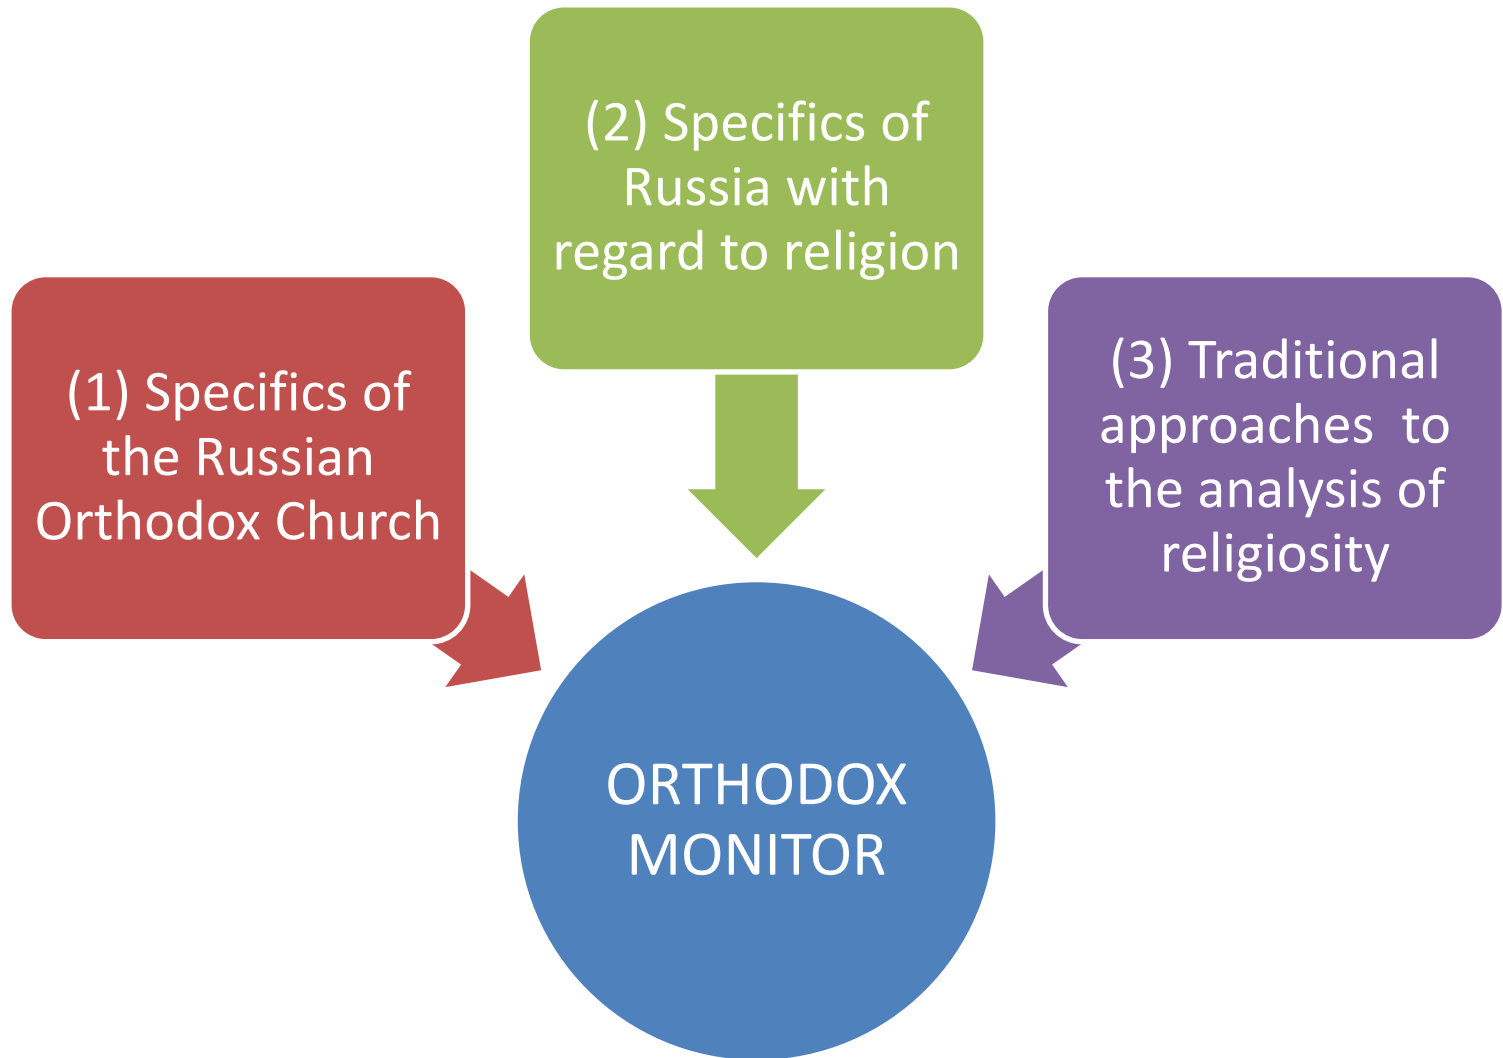 (1) Specifics of
the Russian
Orthodox Church
(2) Specifics of
Russia with
regard to religion
(3) Traditional
approaches  to
the analysis of
religiosity
ORTHODOX
MONITOR